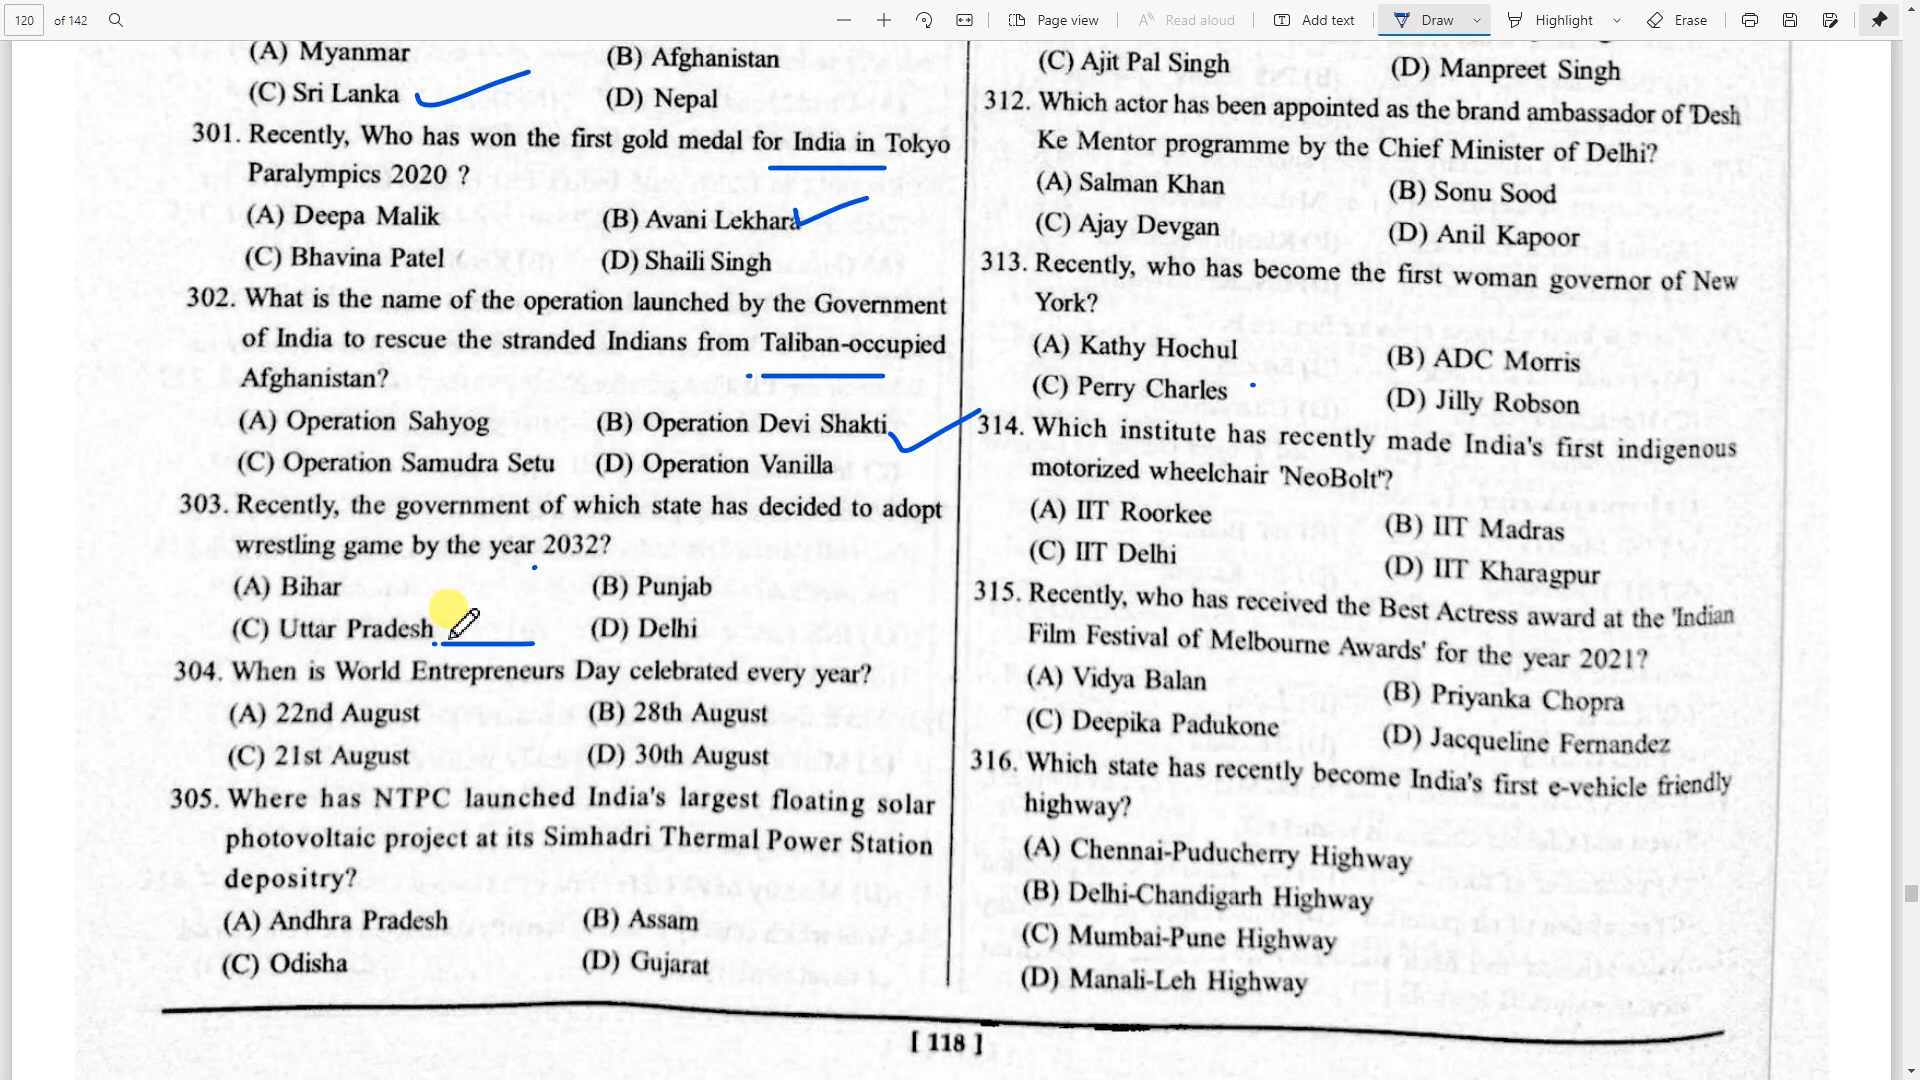 120 of 142
Page view
Read aloud
Add text
Draw
Highlight
Erase
(A) Myanmar (B) Afghanistan
(C) Sri Lanka (D) Nepal
301. Recently, Who has won the first gold medal for India in Tokyo
Paralympics 2020 ?
(A) Deepa Malik (B) Avani Lekhara
(C) Bhavina Patel (D) Shaili Singh
302. What is the name of the operation launched by the Government
of India to rescue the stranded Indians from Taliban-occupied
Afghanistan?
(A) Operation Sahyog (B) Operation Devi Shakti
(C) Operation Samudra Setu (D) Operation Vanilla
303. Recently, the government of which state has decided to adopt
wrestling game by the year 2032?
(A) Bihar (B) Punjab
(C) Uttar Pradesh (D) Delhi
304. When is World Entrepreneurs Day celebrated every year?
(A) 22nd August (B) 28th August
(C) 21st August (D) 30th August
305. Where has NTPC launched India's largest floating solar
photovoltaic project at its Simhadri Thermal Power Station
depositry?
(A) Andhra Pradesh (B) Assam
(C) Odisha (D) Gujarat
(C) Ajit Pal Singh (D) Manpreet Singh
312. Which actor has been appointed as the brand ambassador of 'Desh
Ke Mentor programme by the Chief Minister of Delhi?
(A) Salman Khan (B) Sonu Sood
(C) Ajay Devgan (D) Anil Kapoor
313. Recently, who has become the first woman governor of New
York?
(A) Kathy Hochul (B) ADC Morris
(C) Perry Charles (D) Jilly Robson
314. Which institute has recently made India's first indigenous
motorized wheelchair 'NeoBolt'?
(A) IIT Roorkee (B) IIT Madras
(C) IIT Delhi (D) IIT Kharagpur
315. Recently, who has received the Best Actress award at the 'Indian
Film Festival of Melbourne Awards' for the year 2021?
(A) Vidya Balan (B) Priyanka Chopra
(C) Deepika Padukone (D) Jacqueline Fernandez
316. Which state has recently become India's first e-vehicle friendly
highway?
(A) Chennai-Puducherry Highway
(B) Delhi-Chandigarh Highway
(C) Mumbai-Pune Highway
(D) Manali-Leh Highway
[ 118 ]